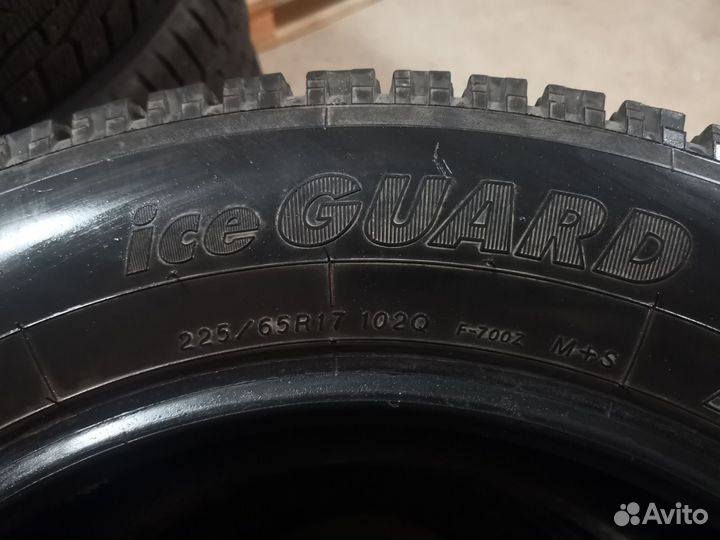 ice GUARD
225/65R17 102Q F-700Z M+S
Avito